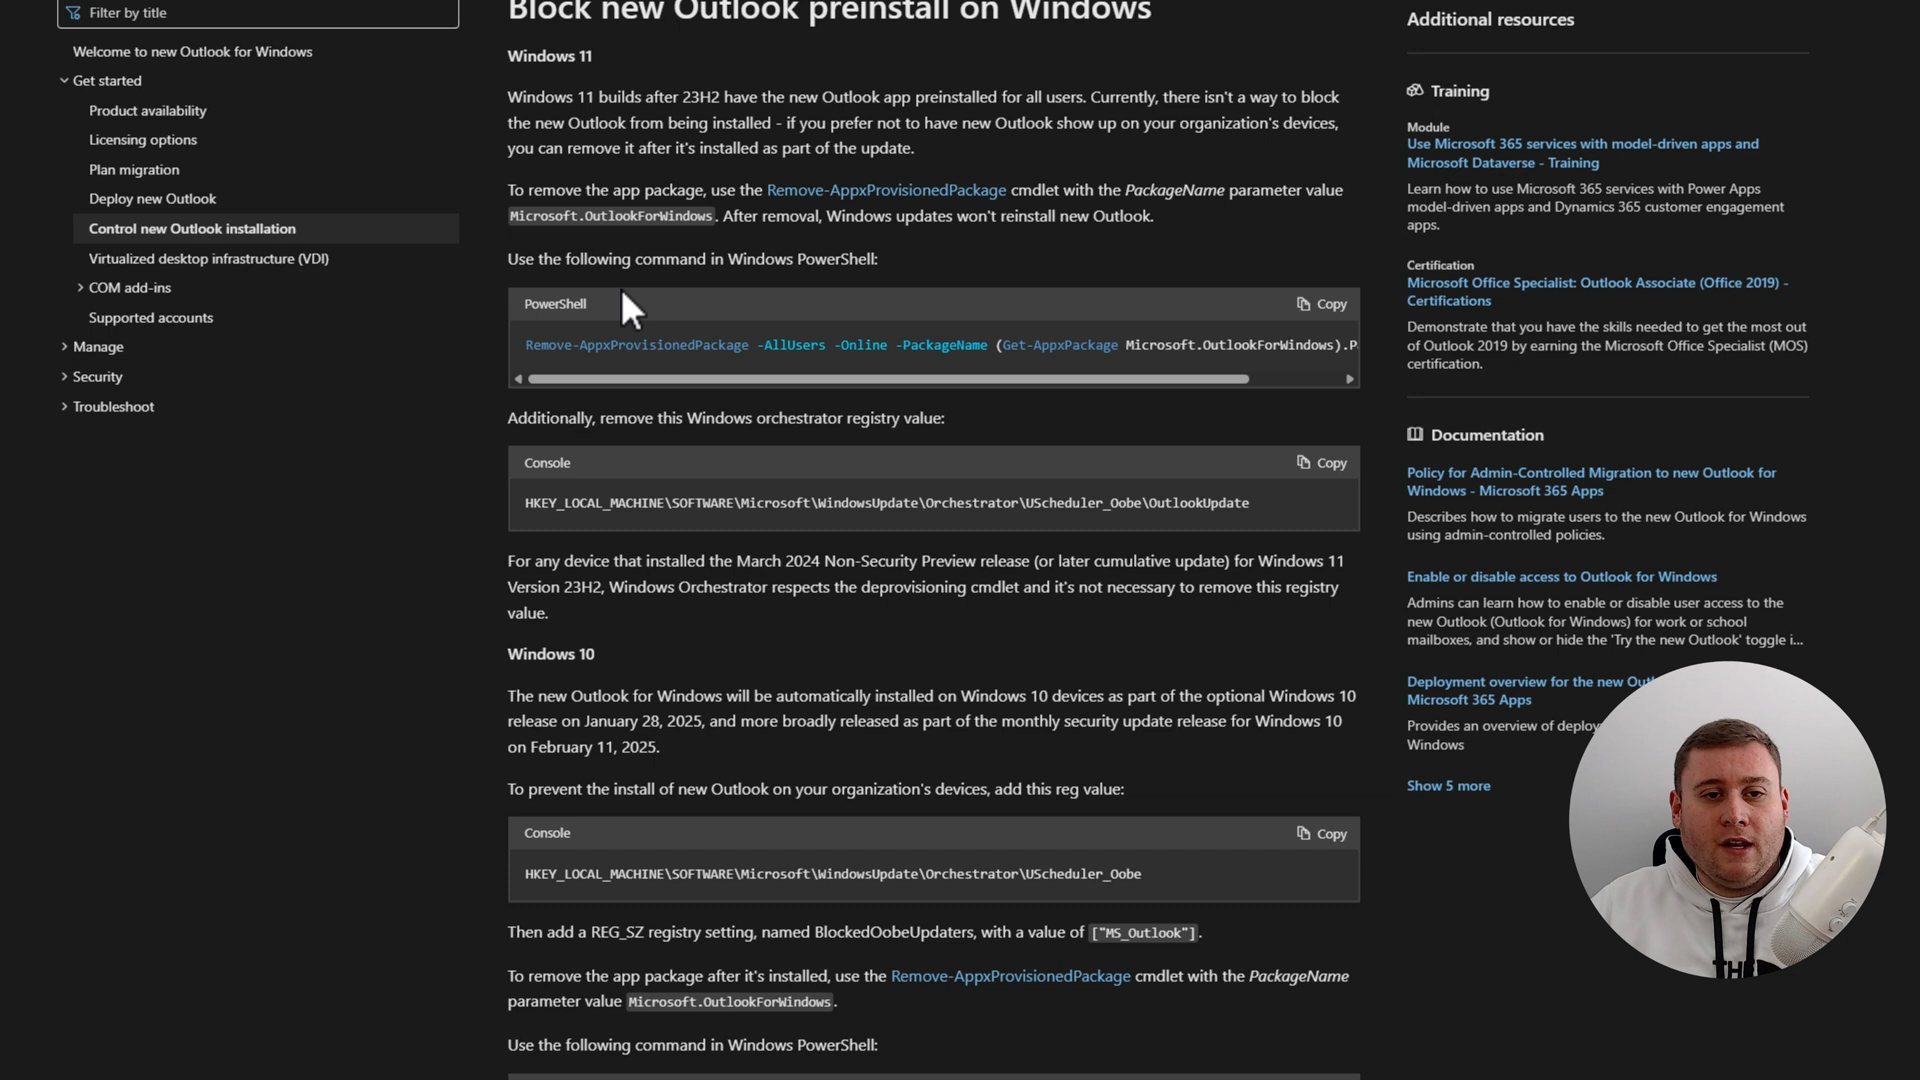 Filter by title
Welcome to new Outlook for Windows
Get started
Product availability
Licensing options
Plan migration
Deploy new Outlook
Control new Outlook installation
Virtualized desktop infrastructure (VDI)
COM add-ins
Supported accounts
Manage
Security
Troubleshoot
Block new Outlook preinstall on Windows
Windows 11
Windows 11 builds after 23H2 have the new Outlook app preinstalled for all users. Currently, there isn't a way to block
the new Outlook from being installed - if you prefer not to have new Outlook show up on your organization's devices,
you can remove it after it's installed as part of the update.
To remove the app package, use the Remove-AppxProvisionedPackage cmdlet with the PackageName parameter value
Microsoft.OutlookForWindows. After removal, Windows updates won't reinstall new Outlook.
Use the following command in Windows PowerShell:
PowerShell
Copy
Remove-AppxProvisionedPackage -AllUsers -Online -PackageName (Get-AppxPackage Microsoft.OutlookForWindows).P
Additionally, remove this Windows orchestrator registry value:
Console
Copy
HKEY_LOCAL_MACHINE\SOFTWARE\Microsoft\WindowsUpdate\Orchestrator\UScheduler_Oobe\OutlookUpdate
For any device that installed the March 2024 Non-Security Preview release (or later cumulative update) for Windows 11
Version 23H2, Windows Orchestrator respects the deprovisioning cmdlet and it's not necessary to remove this registry
value.
Windows 10
The new Outlook for Windows will be automatically installed on Windows 10 devices as part of the optional Windows 10
release on January 28, 2025, and more broadly released as part of the monthly security update release for Windows 10
on February 11, 2025.
To prevent the install of new Outlook on your organization's devices, add this reg value:
Console
Copy
HKEY_LOCAL_MACHINE\SOFTWARE\Microsoft\WindowsUpdate\Orchestrator\UScheduler_Oobe
Then add a REG_SZ registry setting, named BlockedOobeUpdaters, with a value of ["MS_Outlook"].
To remove the app package after it's installed, use the Remove-AppxProvisionedPackage cmdlet with the PackageName
parameter value Microsoft.OutlookForWindows.
Use the following command in Windows PowerShell:
Additional resources
Training
Module
Use Microsoft 365 services with model-driven apps and
Microsoft Dataverse - Training
Learn how to use Microsoft 365 services with Power Apps
model-driven apps and Dynamics 365 customer engagement
apps.
Certification
Microsoft Office Specialist: Outlook Associate (Office 2019) -
Certifications
Demonstrate that you have the skills needed to get the most out
of Outlook 2019 by earning the Microsoft Office Specialist (MOS)
certification.
Documentation
Policy for Admin-Controlled Migration to new Outlook for
Windows - Microsoft 365 Apps
Describes how to migrate users to the new Outlook for Windows
using admin-controlled policies.
Enable or disable access to Outlook for Windows
Admins can learn how to enable or disable user access to the
new Outlook (Outlook for Windows) for work or school
mailboxes, and show or hide the 'Try the new Outlook' toggle i...
Deployment overview for the new
Microsoft 365 Apps
Provides an overview of
Windows
Show 5 more
THE